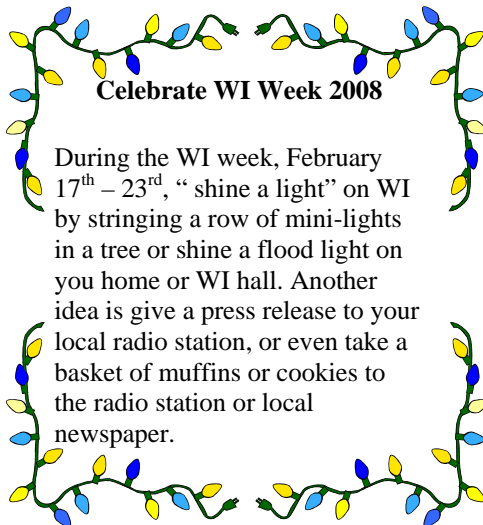 Celebrate WI Week 2008
During the WI week, February
17th – 23rd, “ shine a light” on WI
by stringing a row of mini-lights
in a tree or shine a flood light on
you home or WI hall. Another
idea is give a press release to your
local radio station, or even take a
basket of muffins or cookies to
the radio station or local
newspaper.